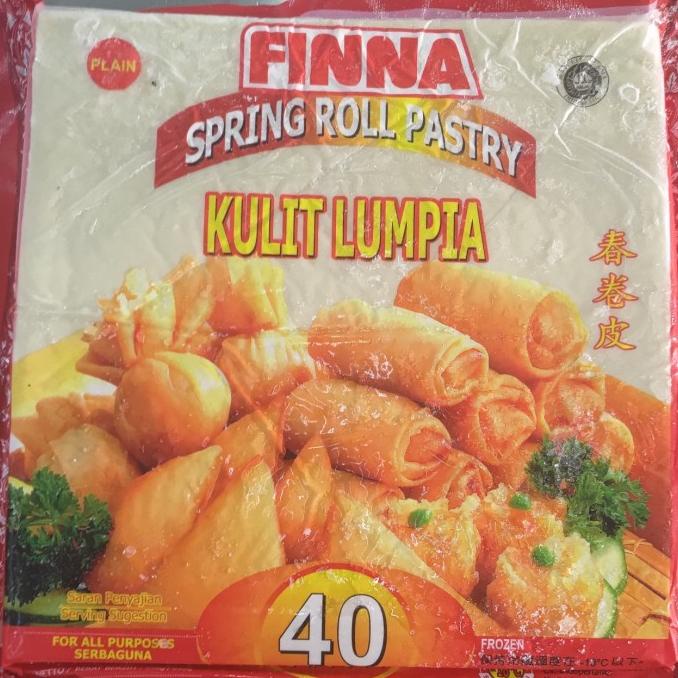 PLAIN
FINNA
SPRING ROLL PASTRY
KULIT LUMPIA
春卷皮
Saran Penyajian
Serving Sugestion
FOR ALL PURPOSES
SERBAGUNA
40
FROZEN